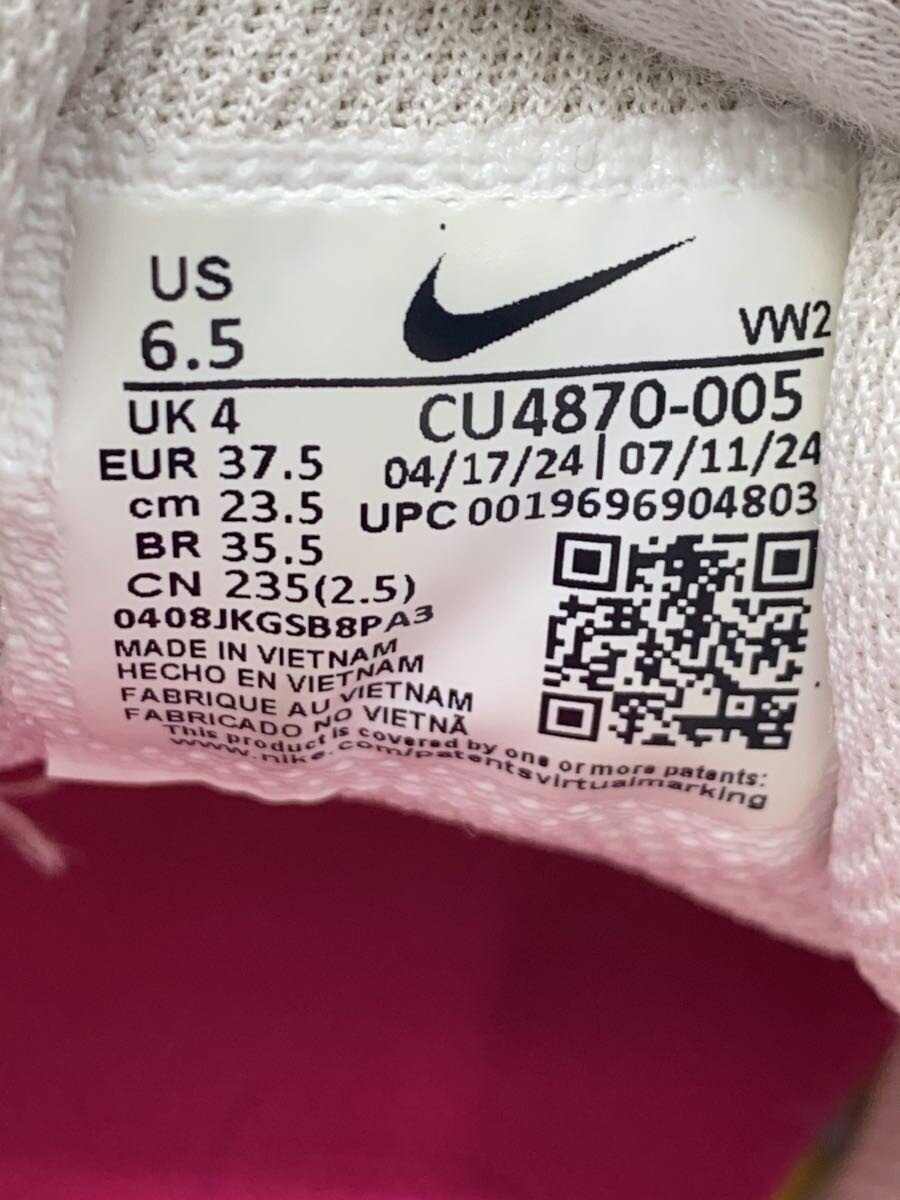 US
6.5
VW2
UK 4
CU4870-005
EUR 37.5
04/17/24 | 07/11/24
cm 23.5
UPC 0019696904803
BR 35.5
CN 235(2.5)
0408JKGSB8PA3
MADE IN VIETNAM
HECHO EN VIETNAM
FABRIQUE AU VIETNAM
FABRICADO NO VIETNÃ
This product is covered by one or more patents:
www.nike.com/patentsvirtualmarking